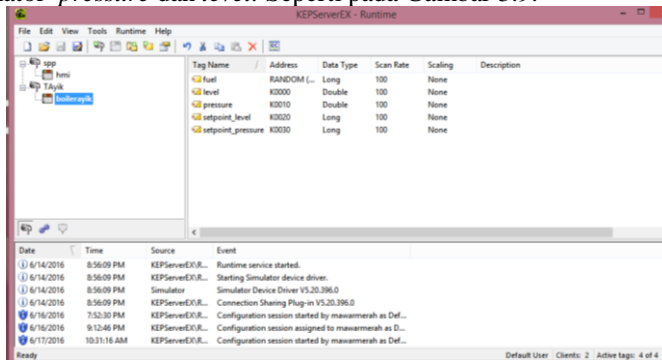 pressure dan level. Seperti pada Gambar 3.9.
KEPServerEX - Runtime
File Edit View Tools Runtime Help
spp
hmi
TAyik
boilerayik
Tag Name / Address Data Type Scan Rate Scaling Description
fuel RANDOM (... Long 100 None
level K0000 Double 100 None
pressure K0010 Double 100 None
setpoint_level K0020 Long 100 None
setpoint_pressure K0030 Long 100 None
Date Time Source Event
6/14/2016 8:56:09 PM KEPServerEX\R... Runtime service started.
6/14/2016 8:56:09 PM KEPServerEX\R... Starting Simulator device driver.
6/14/2016 8:56:09 PM Simulator Simulator Device Driver V5.20.396.0
6/14/2016 8:56:09 PM KEPServerEX\R... Connection Sharing Plug-in V5.20.396.0
6/16/2016 7:52:30 PM KEPServerEX\R... Configuration session started by mawarmerah as Def...
6/16/2016 9:12:46 PM KEPServerEX\R... Configuration session assigned to mawarmerah as D...
6/17/2016 10:31:16 AM KEPServerEX\R... Configuration session started by mawarmerah as Def...
Ready Default User Clients: 2 Active tags: 4 of 4